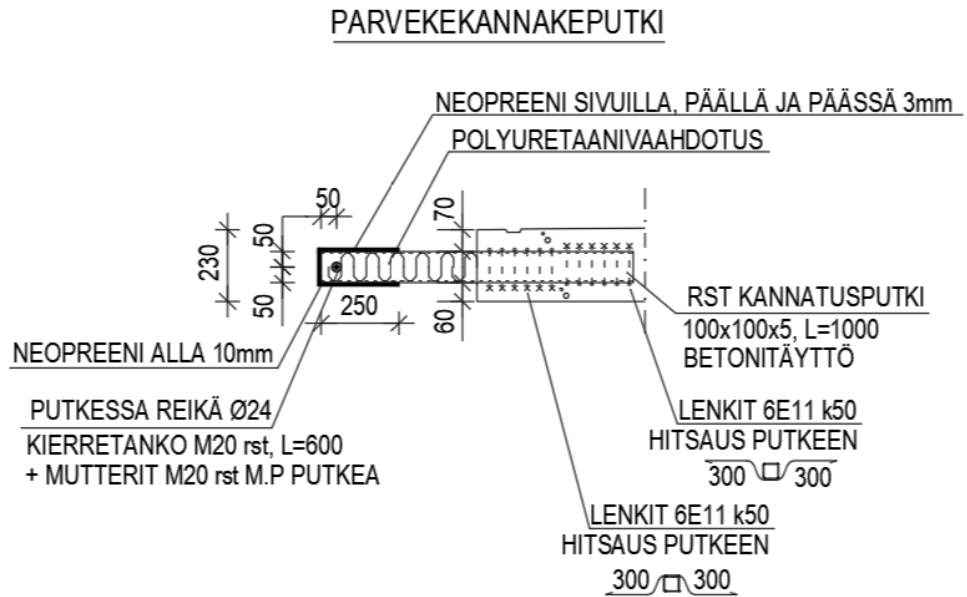 PARVEKEKANNAKEPUTKI
NEOPREENI SIVUILLA, PÄÄLLÄ JA PÄÄSSÄ 3mm
POLYURETAANIVAAHDOTUS
50
70
50
230
50
250
60
RST KANNATUSPUTKI
100x100x5, L=1000
BETONITÄYTTÖ
NEOPREENI ALLA 10mm
PUTKESSA REIKÄ Ø24
KIERRETANKO M20 rst, L=600
+ MUTTERIT M20 rst M.P PUTKEA
LENKIT 6E11 k50
HITSAUS PUTKEEN
300 300
LENKIT 6E11 k50
HITSAUS PUTKEEN
300 300